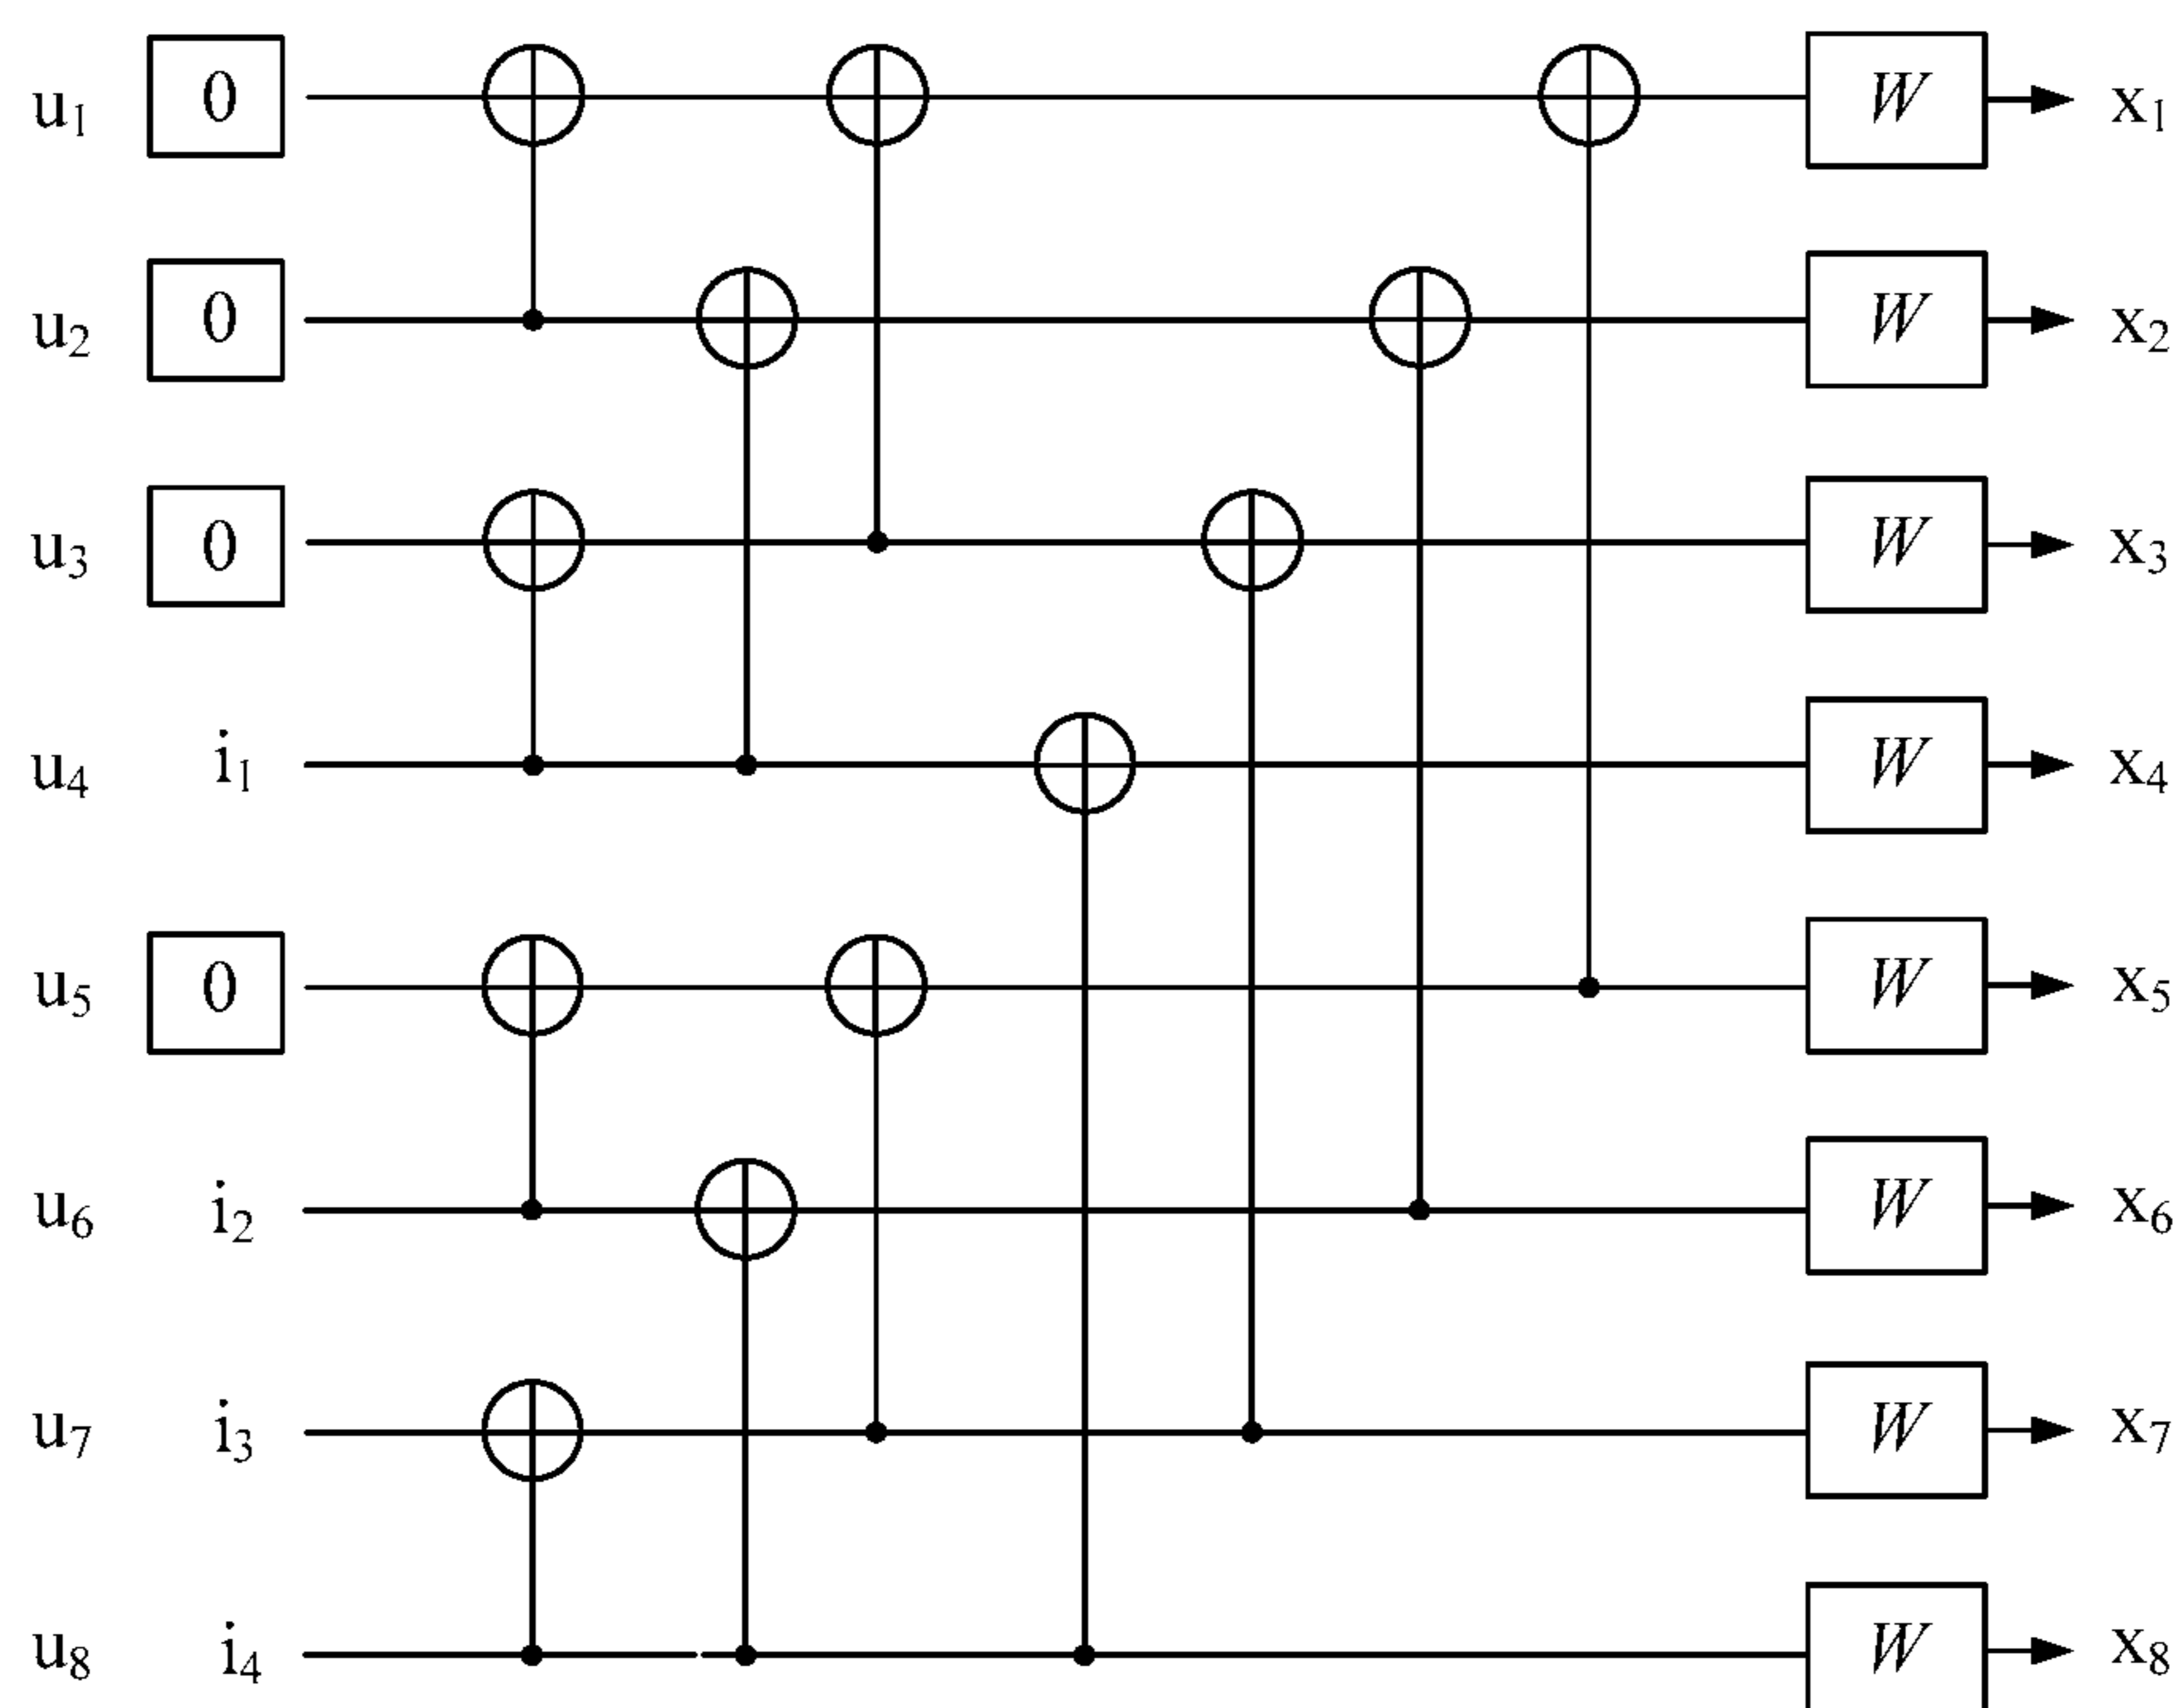 u₁ 0 W x₁
u₂ 0 W x₂
u₃ 0 W x₃
u₄ i₁ W x₄
u₅ 0 W x₅
u₆ i₂ W x₆
u₇ i₃ W x₇
u₈ i₄ W x₈